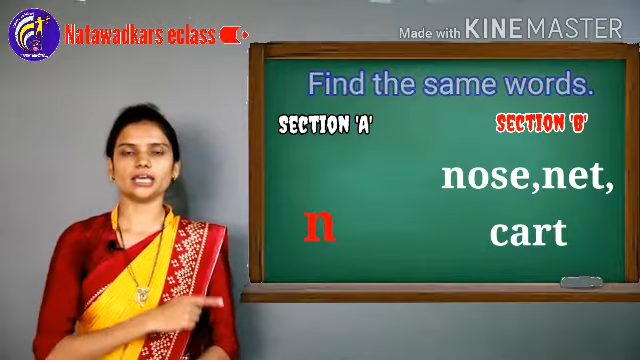 Natawadkars eclass
Made with KINEMASTER
Find the same words.
SECTION 'A'
SECTION 'B'
n
nose,net,
cart